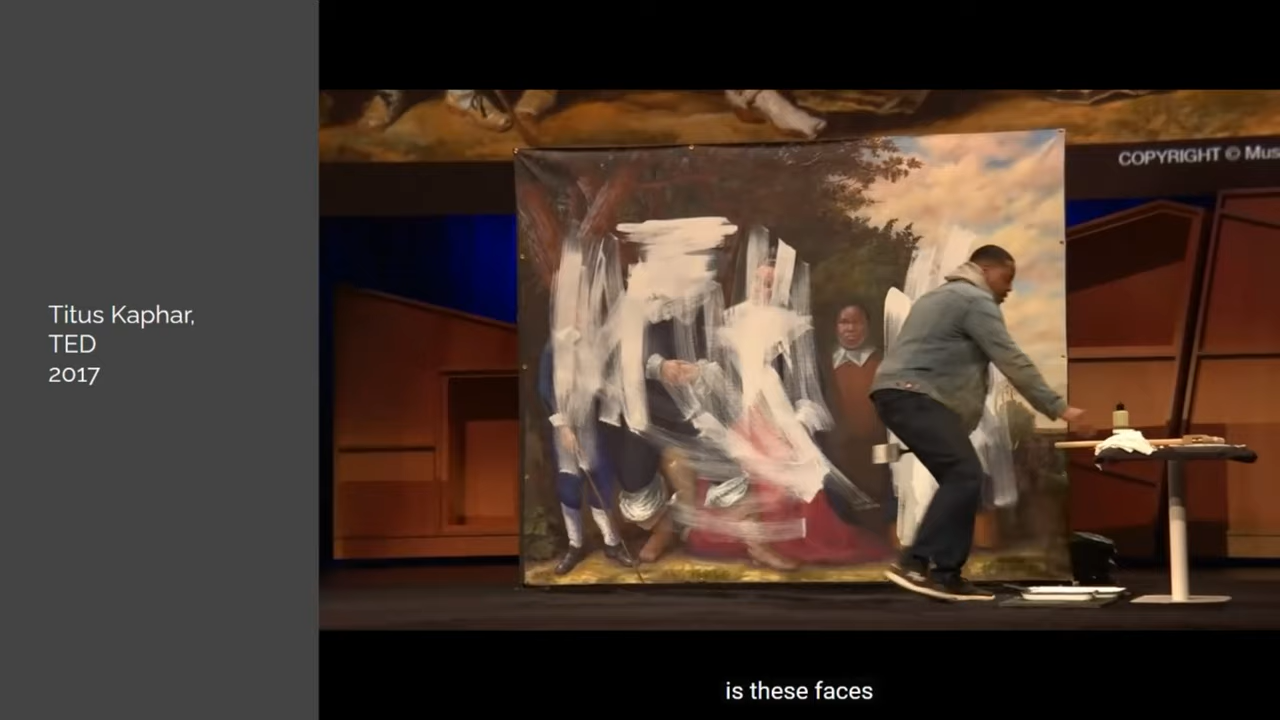 Titus Kaphar,
TED
2017
COPYRIGHT © Mus
is these faces